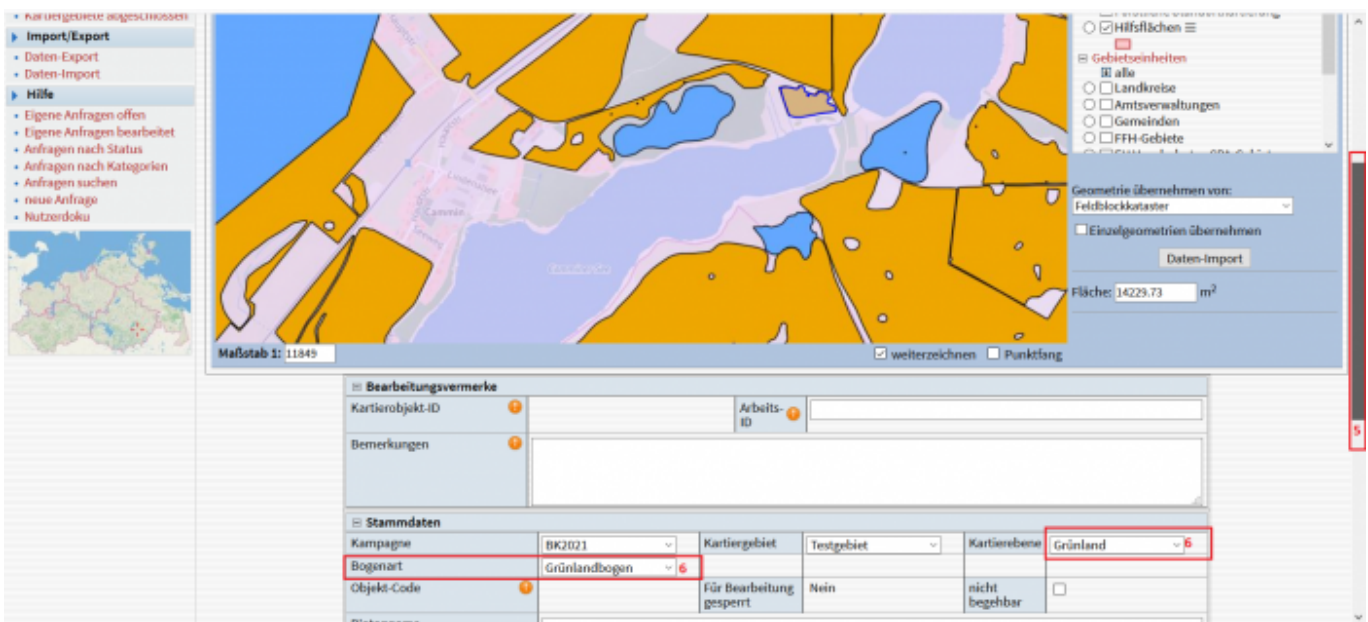 Kartiergebiete abgeschlossen
Import/Export
Daten-Export
Daten-Import
Hilfe
Eigene Anfragen offen
Eigene Anfragen bearbeitet
Anfragen nach Status
Anfragen nach Kategorien
Anfragen suchen
neue Anfrage
Nutzerdoku
Hilfsflächen
Gebietseinheiten
alle
Landkreise
Amtsverwaltungen
Gemeinden
FFH-Gebiete
Geometrie übernehmen von:
Feldblockkataster
Einzelgeometrien übernehmen
Daten-Import
Fläche: 14229.73 m²
Cammin
Seeweg
Camminer See
Maßstab 1: 11849
weiterzeichnen Punktfang
5
Bearbeitungsvermerke
Kartierobjekt-ID Arbeits-
ID
Bemerkungen
Stammdaten
Kampagne BK2021 Kartiergebiet Testgebiet Kartierebene Grünland 6
Bogenart Grünlandbogen 6
Objekt-Code Für Bearbeitung Nein nicht
gesperrt begehbar